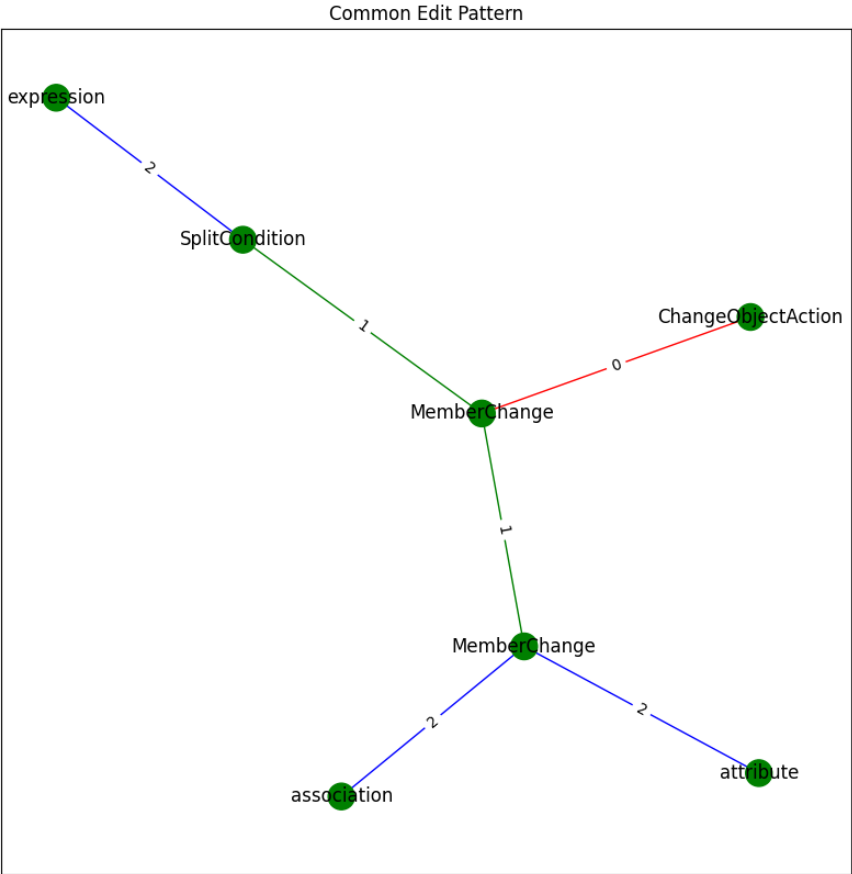 Common Edit Pattern
expression
2
SplitCondition
1
ChangeObjectAction
0
MemberChange
1
MemberChange
2
2
attribute
association